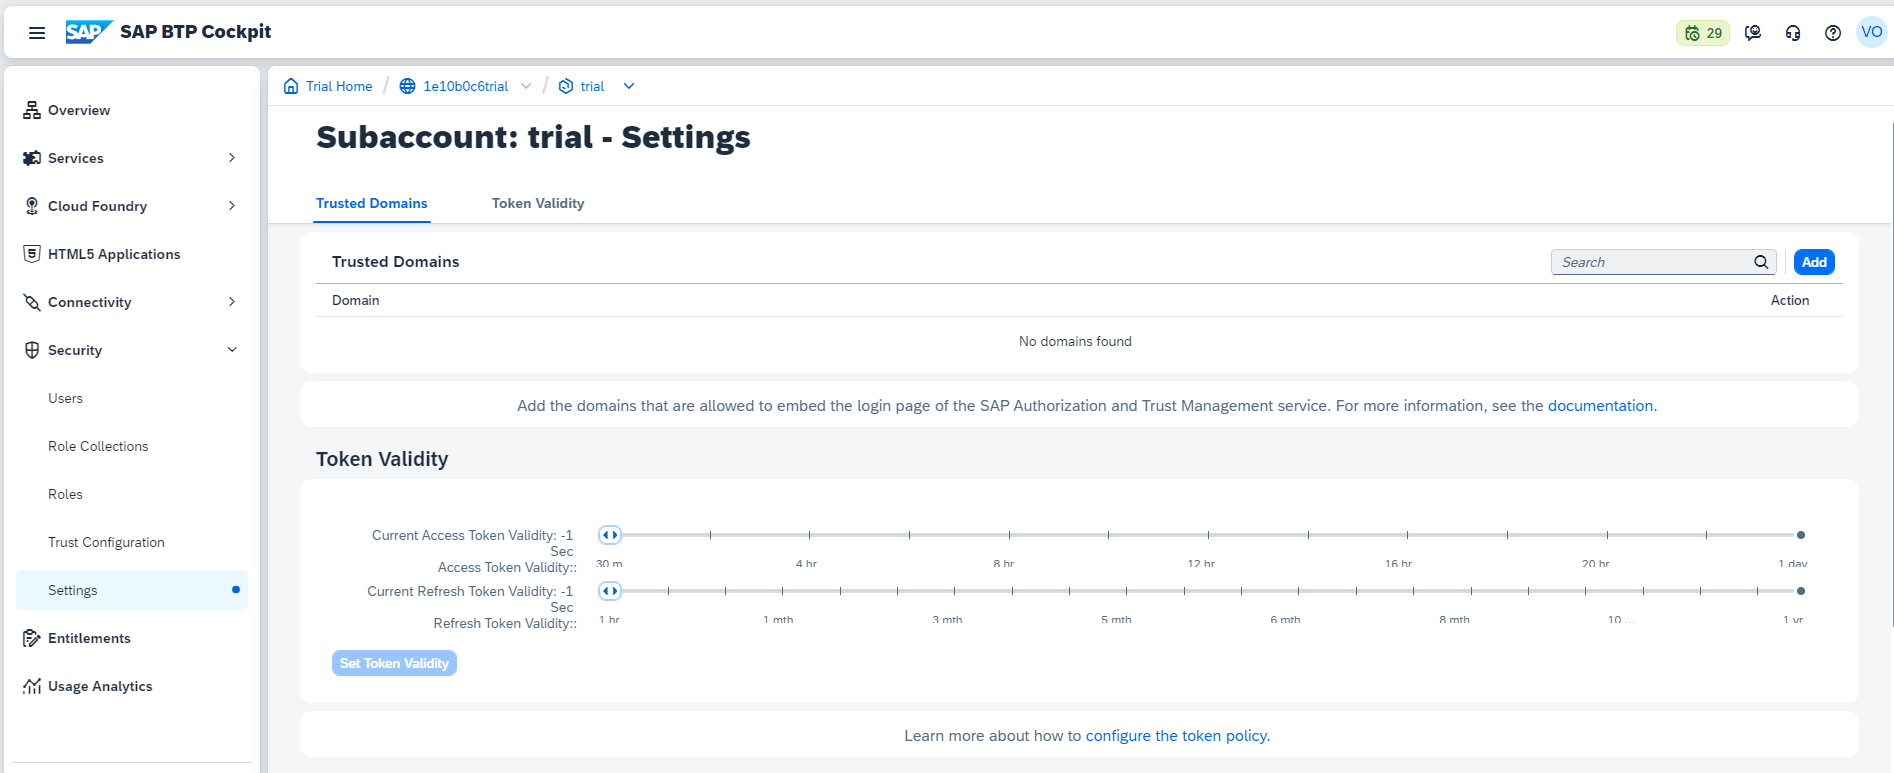 SAP SAP BTP Cockpit
29
VO
Overview
Services
Cloud Foundry
HTML5 Applications
Connectivity
Security
Users
Role Collections
Roles
Trust Configuration
Settings
Entitlements
Usage Analytics
Trial Home / 1e10b0c6trial / trial
Subaccount: trial - Settings
Trusted Domains Token Validity
Trusted Domains
Search
Add
Domain Action
No domains found
Add the domains that are allowed to embed the login page of the SAP Authorization and Trust Management service. For more information, see the documentation.
Token Validity
Current Access Token Validity: -1
Sec
Access Token Validity::
30 m 4 hr 8 hr 12 hr 16 hr 20 hr 1 day
Current Refresh Token Validity: -1
Sec
Refresh Token Validity::
1 hr 1 mth 3 mth 5 mth 6 mth 8 mth 10 ... 1 yr
Set Token Validity
Learn more about how to configure the token policy.